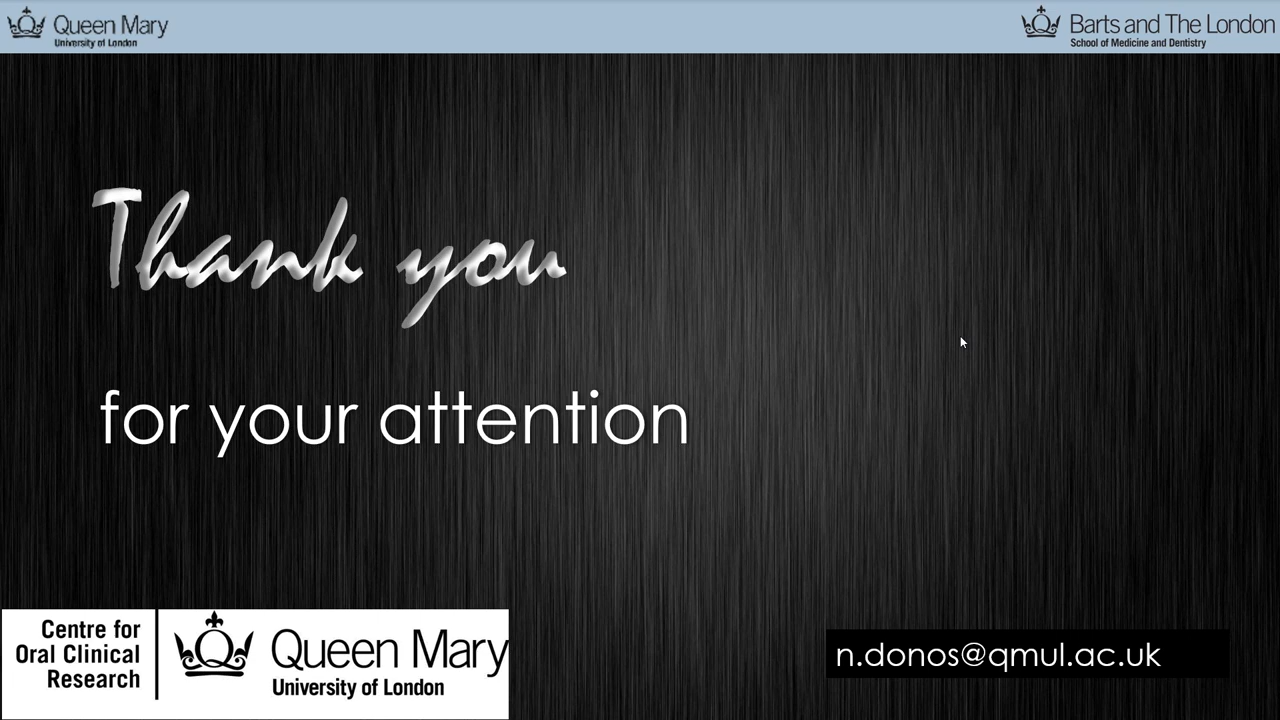 Queen Mary
University of London
Barts and The London
School of Medicine and Dentistry
Thank you
for your attention
Centre for
Oral Clinical
Research
Queen Mary
University of London
n.donos@qmul.ac.uk